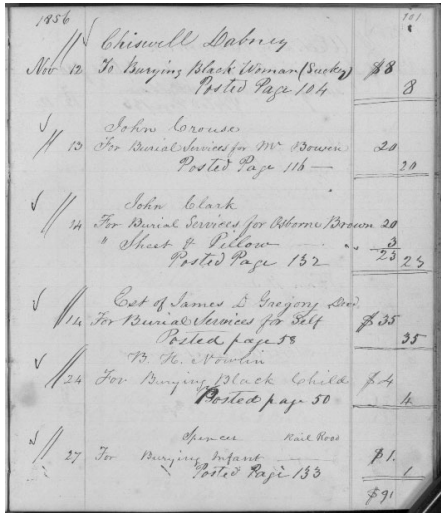 1856 101
Chiswell Dabney
Nov 12 To Burying Black Woman (Sucky) $8
Posted Page 104 8
John Crouse
" 13 For Burial Services for Mr Bowen 20
Posted Page 116 — 20
John Clark
" 14 For Burial Services for Osborne Brown 20
" Sheet & Pillow " " 3
23
Posted Page 132 23
Est of James D Gregory Decd
" 14 For Burial Services for Self $35
Posted page 58 35
B. H. Nowlin
" 24 For Burying Black Child $4
Posted page 50 4
Spencer Rail Road
" 27 For Burying Infant $1.
" Posted Page 133 1
$91